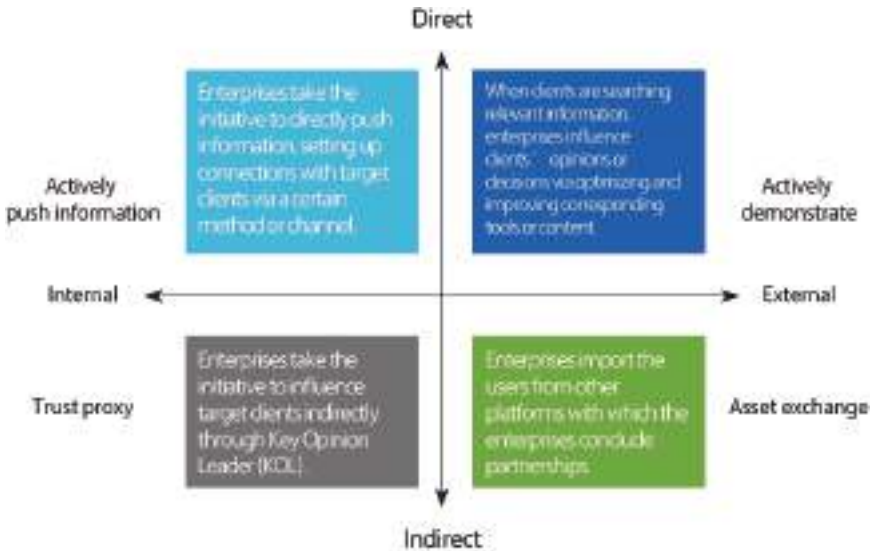 Direct
Enterprises take the
initiative to directly push
information, setting up
connections with target
clients via a certain
method or channel.
When clients are searching
relevant information
enterprises influence
clients opinions or
decisions via optimizing and
improving corresponding
tools or content
Actively
push information
Actively
demonstrate
Internal
External
Enterprises take the
initiative to influence
target clients indirectly
through Key Opinion
Leader (KOL)
Enterprises import the
users from other
platforms with which the
enterprises conclude
partnerships.
Trust proxy
Asset exchange
Indirect